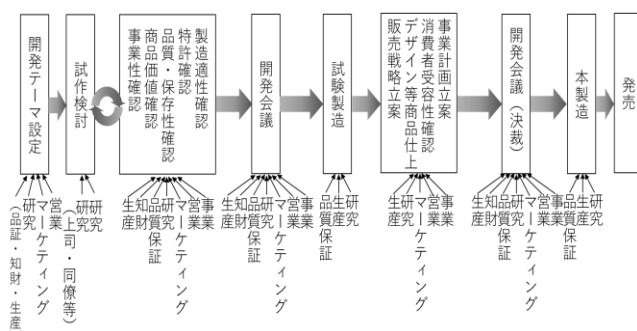 開発テーマ設定
試作検討
製造適性確認
特許確認
品質・保存性確認
商品価値確認
事業性確認
開発会議
試験製造
事業計画立案
消費者受容性確認
デザイン等商品仕上
販売戦略立案
開発会議（決裁）
本製造
発売
営業
マーケティング
研究
（品証・知財・生産）
研究
研究（上司・同僚等）
事業
営業
マーケティング
研究
品質保証
知財
生産
事業
営業
マーケティング
研究
品質保証
知財
生産
研究
生産
品質保証
事業
営業
マーケティング
研究
生産
事業
営業
マーケティング
研究
品質保証
知財
生産
研究
生産
品質保証